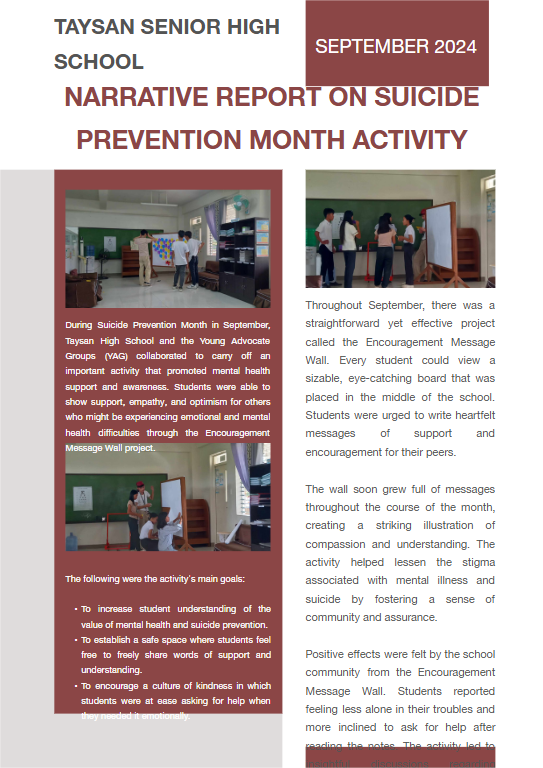 TAYSAN SENIOR HIGH
SCHOOL
SEPTEMBER 2024
NARRATIVE REPORT ON SUICIDE
PREVENTION MONTH ACTIVITY
During Suicide Prevention Month in September,
Taysan High School and the Young Advocate
Groups (YAG) collaborated to carry off an
important activity that promoted mental health
support and awareness. Students were able to
show support, empathy, and optimism for others
who might be experiencing emotional and mental
health difficulties through the Encouragement
Message Wall project.
The following were the activity's main goals:
• To increase student understanding of the
value of mental health and suicide prevention.
• To establish a safe space where students feel
free to freely share words of support and
understanding.
• To encourage a culture of kindness in which
students were at ease asking for help when
they needed it emotionally.
Throughout September, there was a
straightforward yet effective project
called the Encouragement Message
Wall. Every student could view a
sizable, eye-catching board that was
placed in the middle of the school.
Students were urged to write heartfelt
messages of support and
encouragement for their peers.
The wall soon grew full of messages
throughout the course of the month,
creating a striking illustration of
compassion and understanding. The
activity helped lessen the stigma
associated with mental illness and
suicide by fostering a sense of
community and assurance.
Positive effects were felt by the school
community from the Encouragement
Message Wall. Students reported
feeling less alone in their troubles and
more inclined to ask for help after
reading the notes. The activity led to